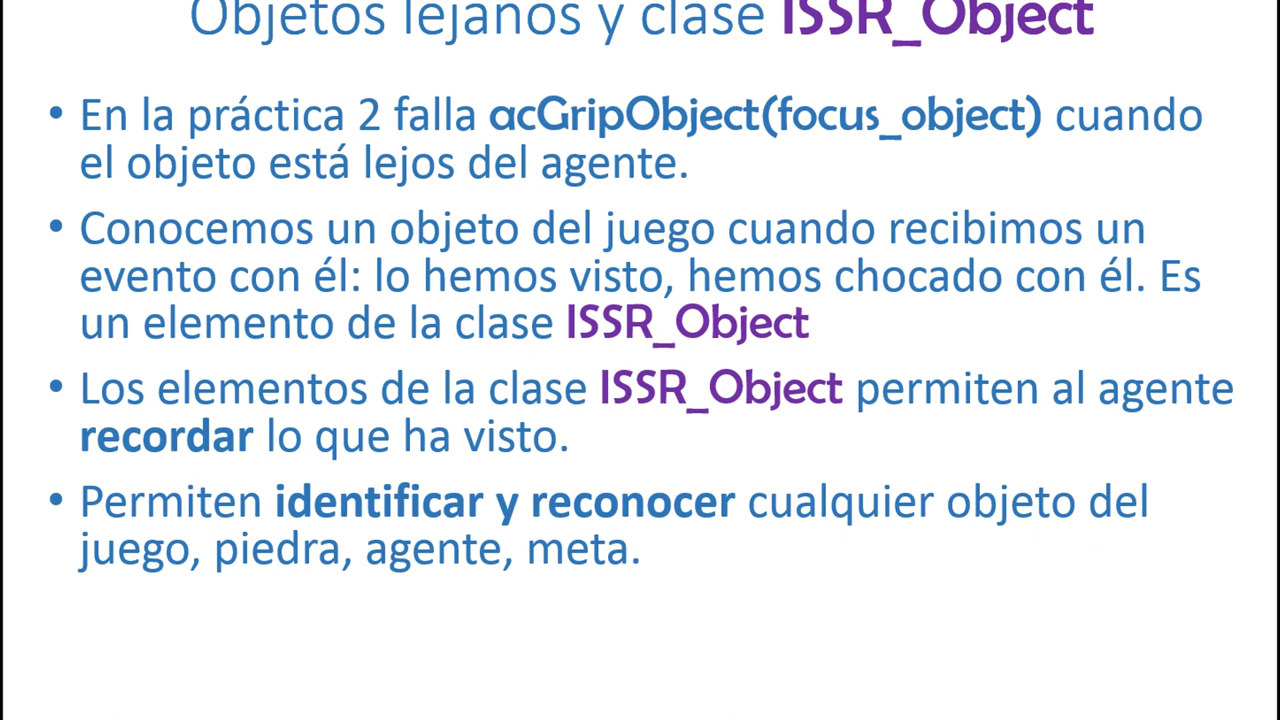 Objetos lejanos y clase ISSR_Object
• En la práctica 2 falla acGripObject(focus_object) cuando
el objeto está lejos del agente.
• Conocemos un objeto del juego cuando recibimos un
evento con él: lo hemos visto, hemos chocado con él. Es
un elemento de la clase ISSR_Object
• Los elementos de la clase ISSR_Object permiten al agente
recordar lo que ha visto.
• Permiten identificar y reconocer cualquier objeto del
juego, piedra, agente, meta.